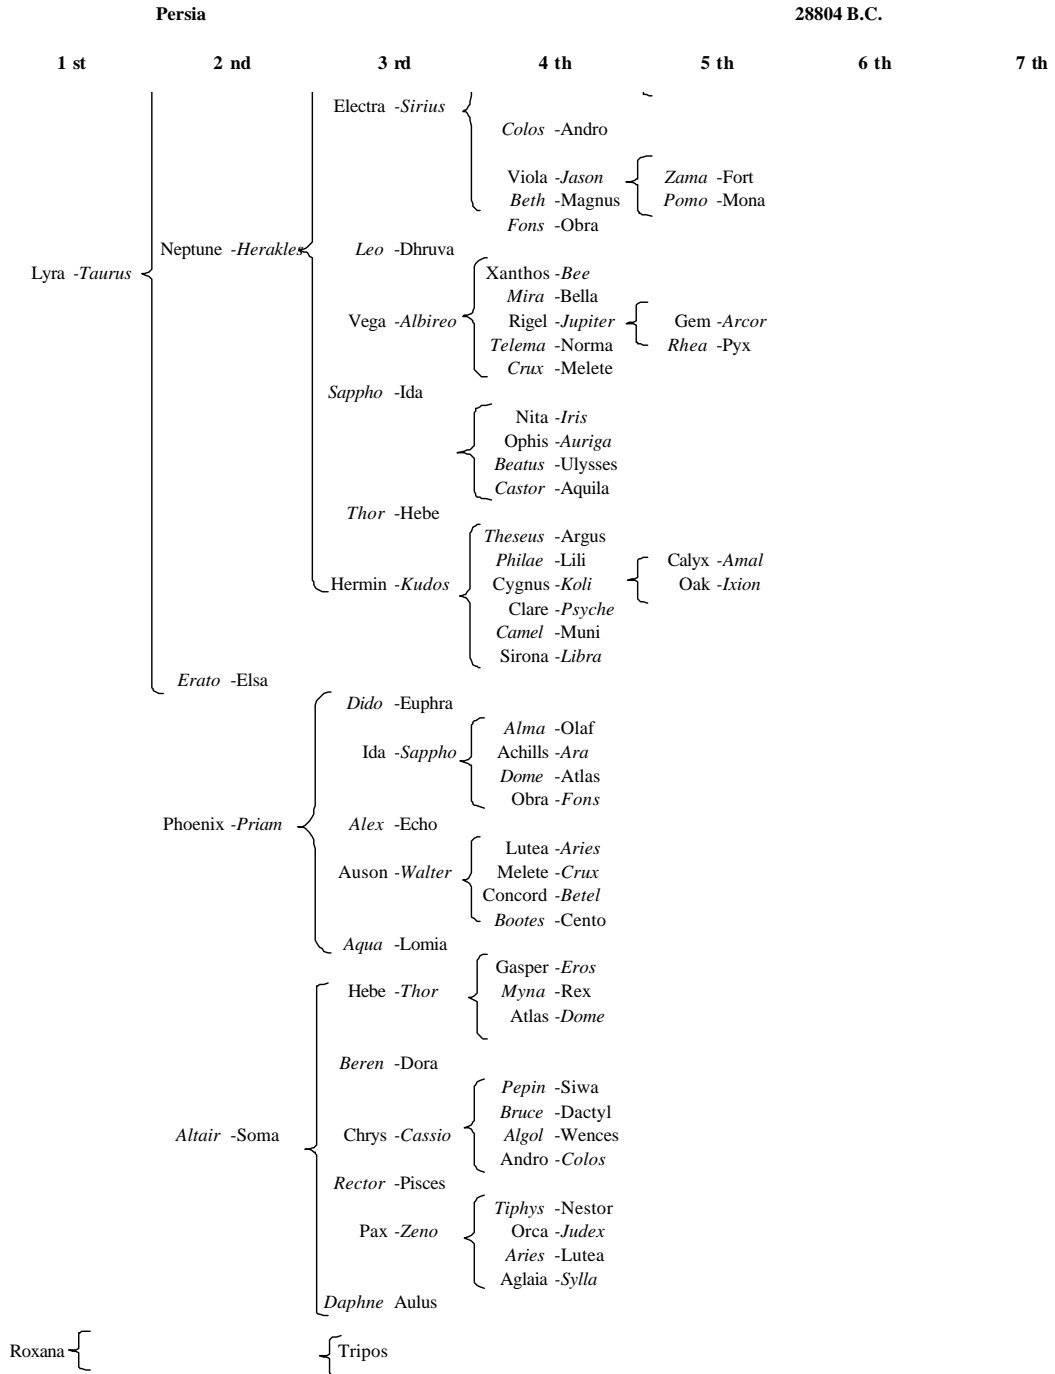 Persia 28804 B.C.
1 st 2 nd 3 rd 4 th 5 th 6 th 7 th
Electra -Sirius
Colos -Andro
Viola -Jason Zama -Fort
Beth -Magnus Pomo -Mona
Fons -Obra
Neptune -Herakles Leo -Dhruva
Lyra -Taurus Xanthos -Bee
Mira -Bella
Vega -Albireo Rigel -Jupiter Gem -Arcor
Telema -Norma Rhea -Pyx
Crux -Melete
Sappho -Ida
Nita -Iris
Ophis -Auriga
Beatus -Ulysses
Castor -Aquila
Thor -Hebe
Theseus -Argus
Philae -Lili Calyx -Amal
Hermin -Kudos Cygnus -Koli Oak -Ixion
Clare -Psyche
Camel -Muni
Sirona -Libra
Erato -Elsa
Dido -Euphra
Alma -Olaf
Ida -Sappho Achills -Ara
Dome -Atlas
Obra -Fons
Phoenix -Priam Alex -Echo
Lutea -Aries
Auson -Walter Melete -Crux
Concord -Betel
Bootes -Cento
Aqua -Lomia
Gasper -Eros
Hebe -Thor Myna -Rex
Atlas -Dome
Beren -Dora
Pepin -Siwa
Bruce -Dactyl
Altair -Soma Chrys -Cassio Algol -Wences
Andro -Colos
Rector -Pisces
Tiphys -Nestor
Pax -Zeno Orca -Judex
Aries -Lutea
Aglaia -Sylla
Daphne Aulus
Roxana Tripos